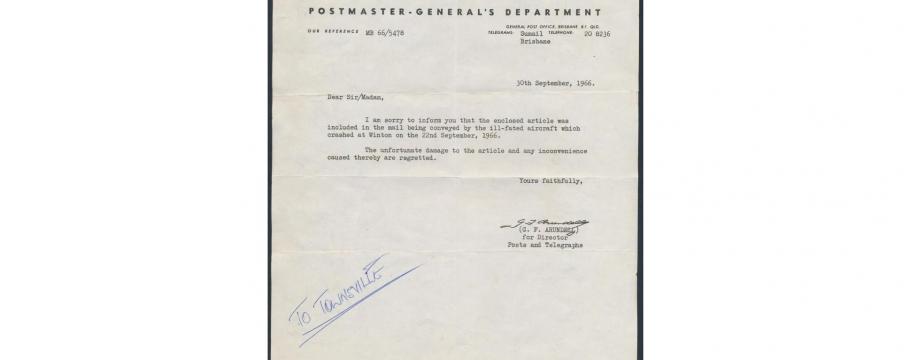 POSTMASTER-GENERAL'S DEPARTMENT
GENERAL POST OFFICE, BRISBANE B7, QLD.
OUR REFERENCE MB 66/5478 TELEGRAMS: Sumail TELEPHONE: 20 8236
Brisbane
30th September, 1966.
Dear Sir/Madam,
I am sorry to inform you that the enclosed article was
included in the mail being conveyed by the ill-fated aircraft which
crashed at Winton on the 22nd September, 1966.
The unfortunate damage to the article and any inconvenience
caused thereby are regretted.
Yours faithfully,
G F Arundell
(G. F. ARUNDELL)
for Director
Posts and Telegraphs
TO TOWNSVILLE